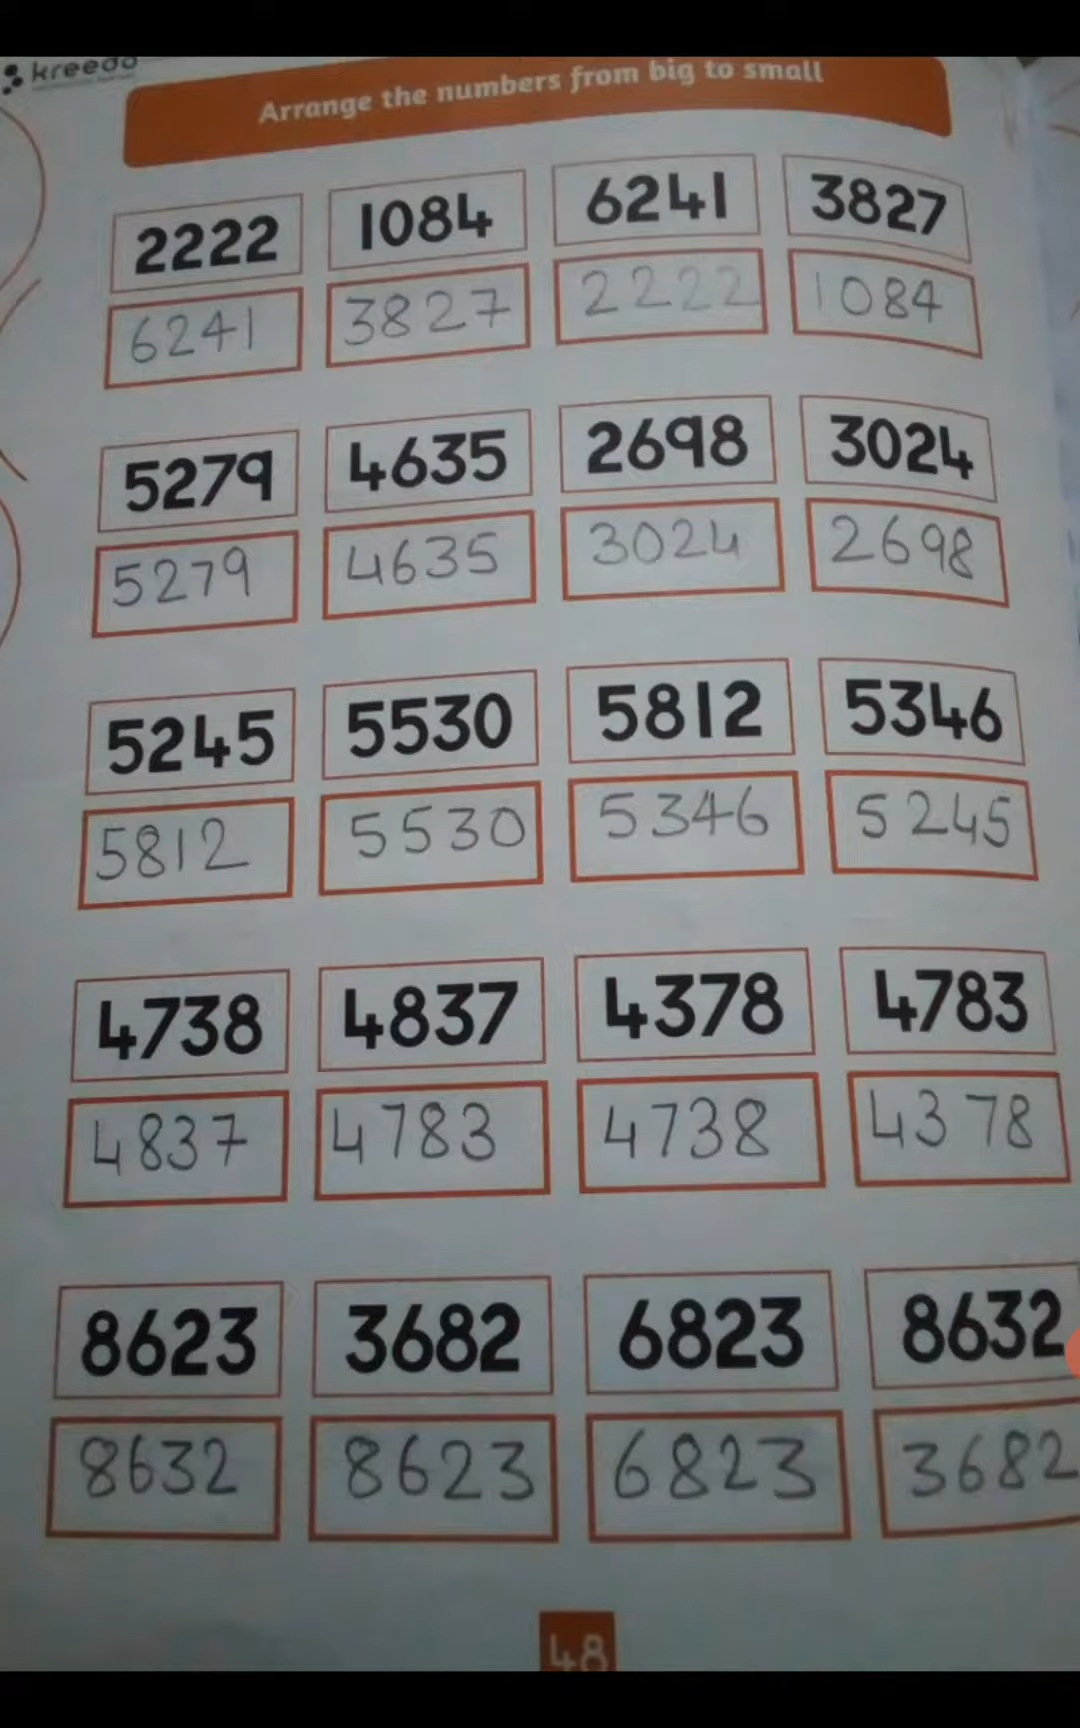 kreedo
Arrange the numbers from big to small
2222 1084 6241 3827
6241 3827 2222 1084
5279 4635 2698 3024
5279 4635 3024 2698
5245 5530 5812 5346
5812 5530 5346 5245
4738 4837 4378 4783
4837 4783 4738 4378
8623 3682 6823 8632
8632 8623 6823 3682
48